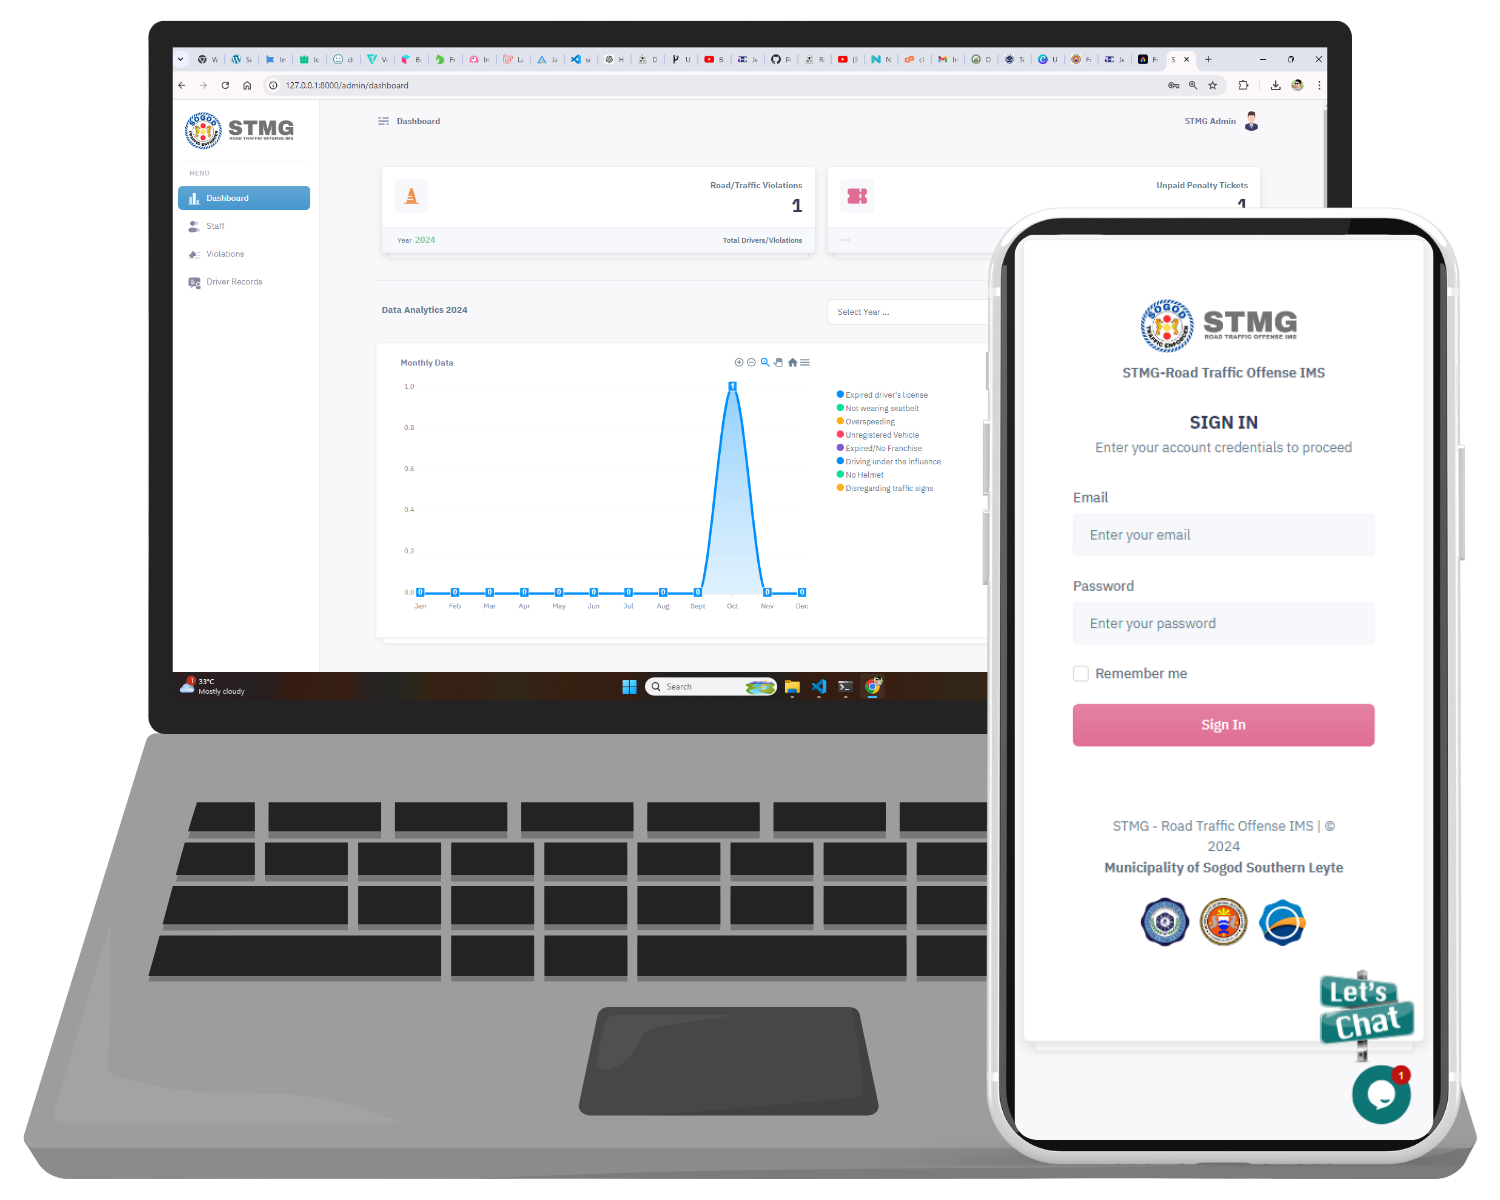 127.0.0.1:8000/admin/dashboard
SOGOD
STMG
ROAD TRAFFIC OFFENSE IMS
Dashboard
STMG Admin
MENU
Dashboard
Staff
Violations
Driver Records
Road/Traffic Violations
1
Year 2024
Total Drivers/Violations
Unpaid Penalty Tickets
1
Data Analytics 2024
Select Year ...
Monthly Data
1.0
0.8
0.6
0.4
0.2
0.0
1
0 0 0 0 0 0 0 0 0 0 0
Jan Feb Mar Apr May Jun Jul Aug Sept Oct Nov Dec
Expired driver's license
Not wearing seatbelt
Overspeeding
Unregistered Vehicle
Expired/No Franchise
Driving under the influence
No Helmet
Disregarding traffic signs
1
33°C
Mostly cloudy
Search
SOGOD
TRAFFIC ENFORCER
STMG
ROAD TRAFFIC OFFENSE IMS
STMG-Road Traffic Offense IMS
SIGN IN
Enter your account credentials to proceed
Email
Enter your email
Password
Enter your password
Remember me
Sign In
STMG - Road Traffic Offense IMS | ©
2024
Municipality of Sogod Southern Leyte
Let's
Chat
1